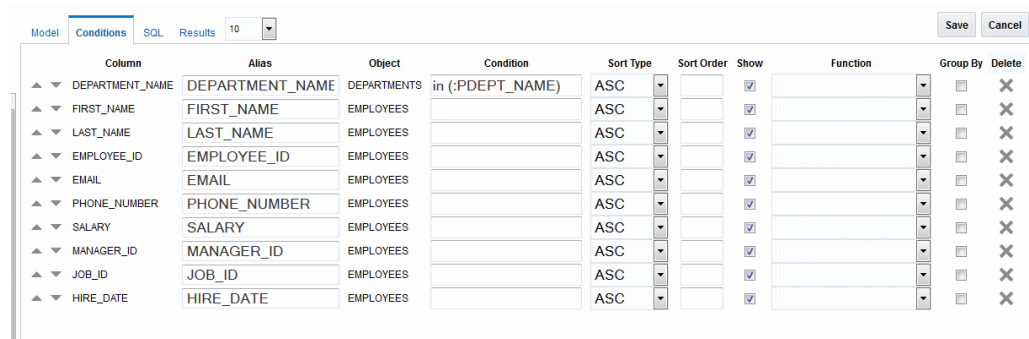 Model Conditions SQL Results 10 Save Cancel
Column Alias Object Condition Sort Type Sort Order Show Function Group By Delete
DEPARTMENT_NAME DEPARTMENT_NAME DEPARTMENTS in (:PDEPT_NAME) ASC
FIRST_NAME FIRST_NAME EMPLOYEES ASC
LAST_NAME LAST_NAME EMPLOYEES ASC
EMPLOYEE_ID EMPLOYEE_ID EMPLOYEES ASC
EMAIL EMAIL EMPLOYEES ASC
PHONE_NUMBER PHONE_NUMBER EMPLOYEES ASC
SALARY SALARY EMPLOYEES ASC
MANAGER_ID MANAGER_ID EMPLOYEES ASC
JOB_ID JOB_ID EMPLOYEES ASC
HIRE_DATE HIRE_DATE EMPLOYEES ASC